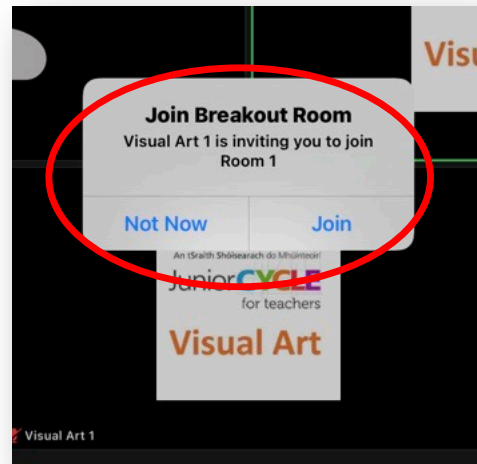 Visu
Join Breakout Room
Visual Art 1 is inviting you to join
Room 1
Not Now
Join
An tSraith Shóisearach do Mhúinteoirí
JuniorCYCLE
for teachers
Visual Art
Visual Art 1